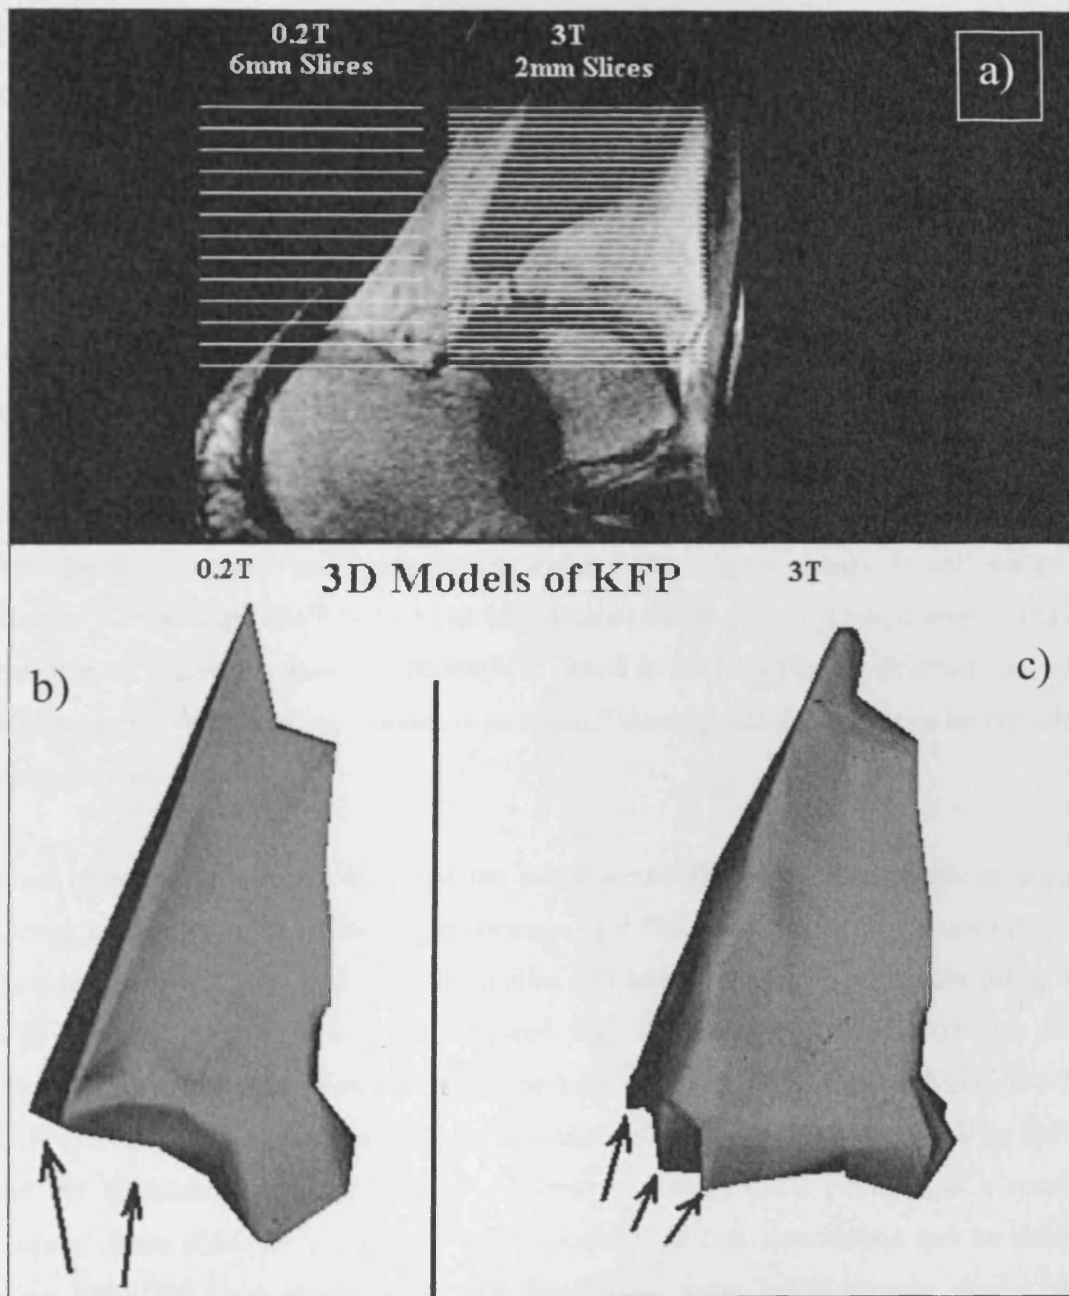 0.2T
6mm Slices
3T
2mm Slices
a)
0.2T
3D Models of KFP
3T
b)
c)